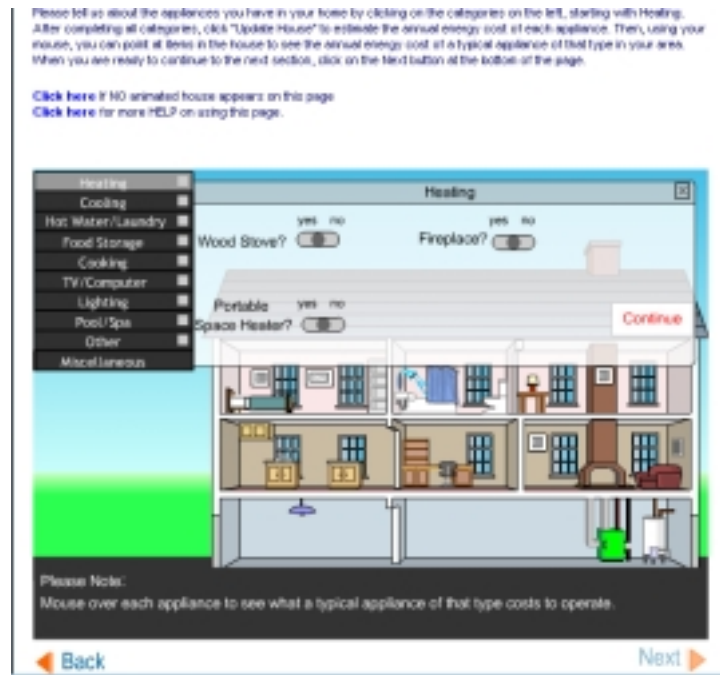 Please tell us about the appliances you have in your home by clicking on the categories on the left, starting with Heating.
After completing all categories, click "Update House" to estimate the annual energy cost of each appliance. Then, using your
mouse, you can point at items in the house to see the annual energy cost of a typical appliance of that type in your area.
When you are ready to continue to the next section, click on the Next button at the bottom of the page.
Click here if NO animated house appears on this page
Click here for more HELP on using this page.
Heating
Cooling
Hot Water/Laundry
Food Storage
Cooking
TV/Computer
Lighting
Pool/Spa
Other
Miscellaneous
Heating
yes no
Wood Stove?
yes no
Fireplace?
yes no
Portable
Space Heater?
Continue
Please Note:
Mouse over each appliance to see what a typical appliance of that type costs to operate.
Back
Next